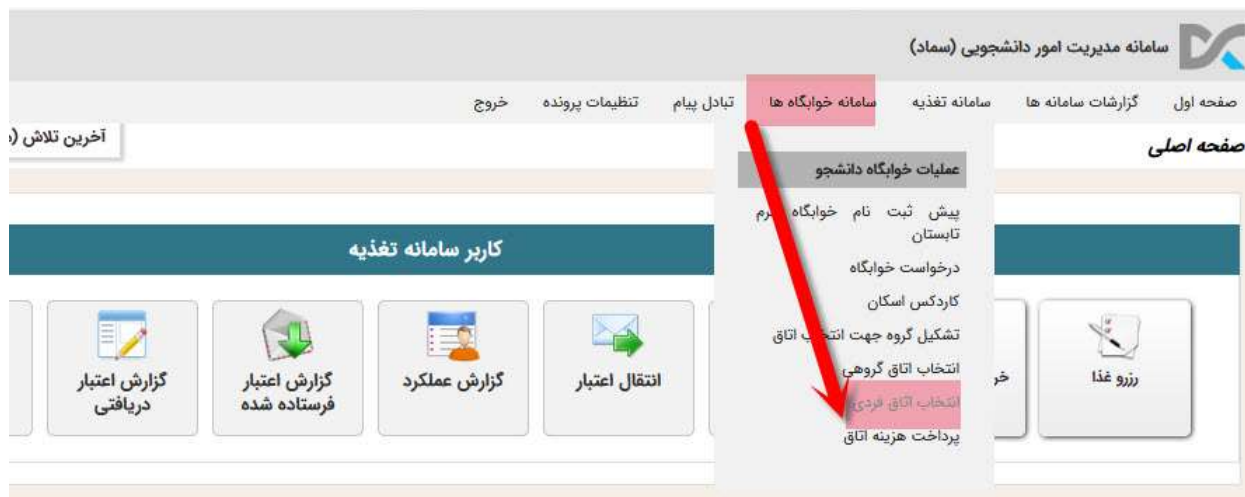 سامانه مدیریت امور دانشجویی (سماد)
صفحه اول گزارشات سامانه ها سامانه تغذیه سامانه خوابگاه ها تبادل پیام تنظیمات پرونده خروج
صفحه اصلی
آخرین تلاش
عملیات خوابگاه دانشجو
پیش ثبت نام خوابگاه
تابستان
درخواست خوابگاه
کاردکس اسکان
تشکیل گروه جهت انتخاب اتاق
انتخاب اتاق گروهی
انتخاب اتاق فردی
پرداخت هزینه اتاق
کاربر سامانه تغذیه
رزرو غذا
انتقال اعتبار
گزارش عملکرد
گزارش اعتبار
فرستاده شده
گزارش اعتبار
دریافتی